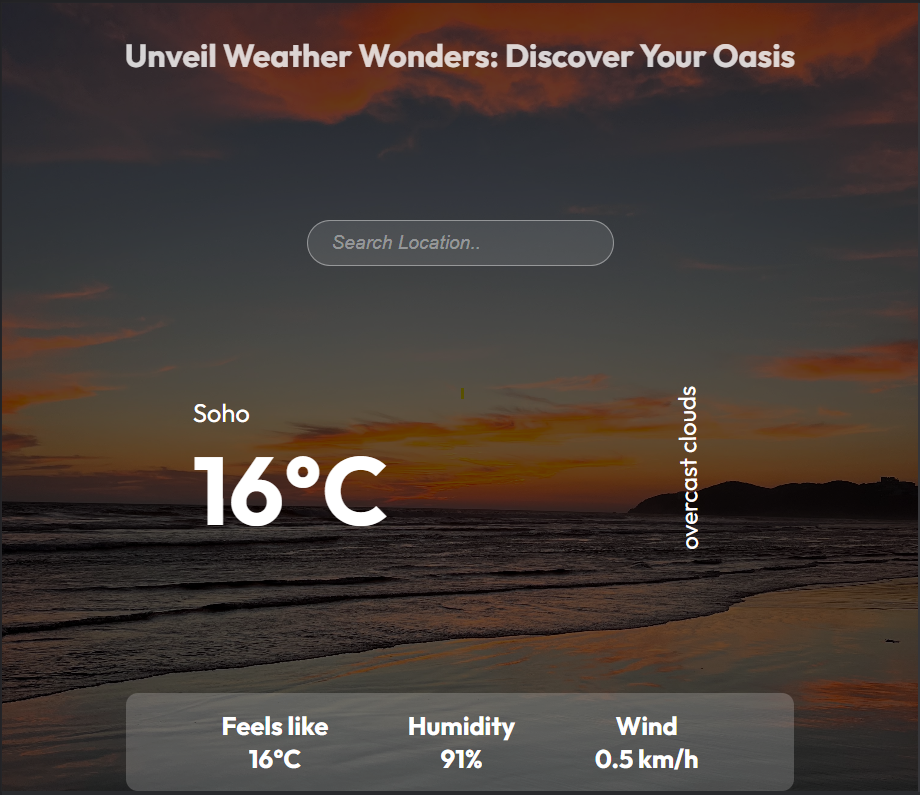 Unveil Weather Wonders: Discover Your Oasis
Search Location..
Soho
16°C
overcast clouds
Feels like
16°C
Humidity
91%
Wind
0.5 km/h